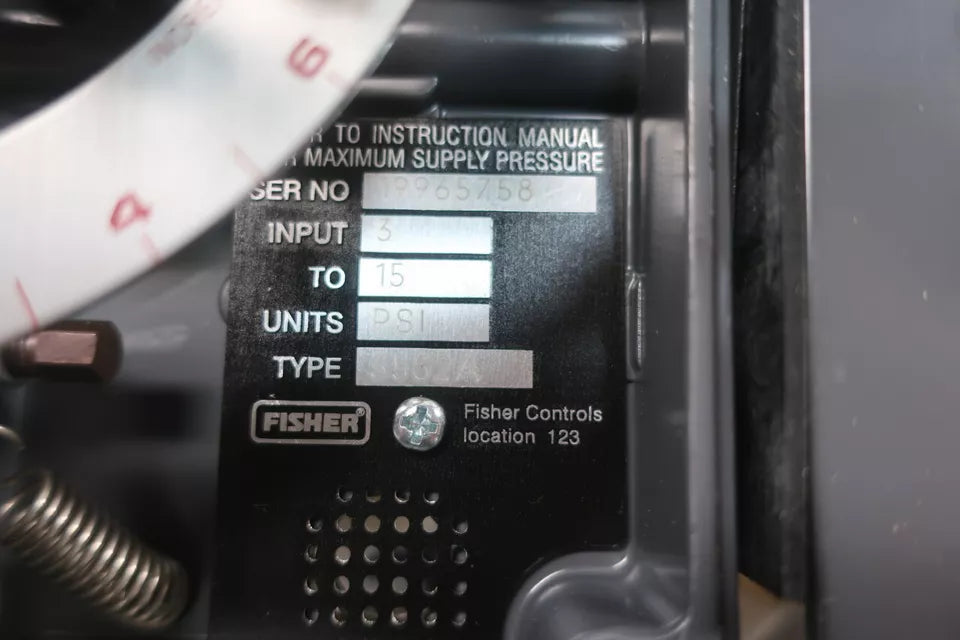 6
4
TO INSTRUCTION MANUAL
MAXIMUM SUPPLY PRESSURE
SER NO 19965758
INPUT 3
TO 15
UNITS PSI
TYPE
FISHER®
Fisher Controls
location 123